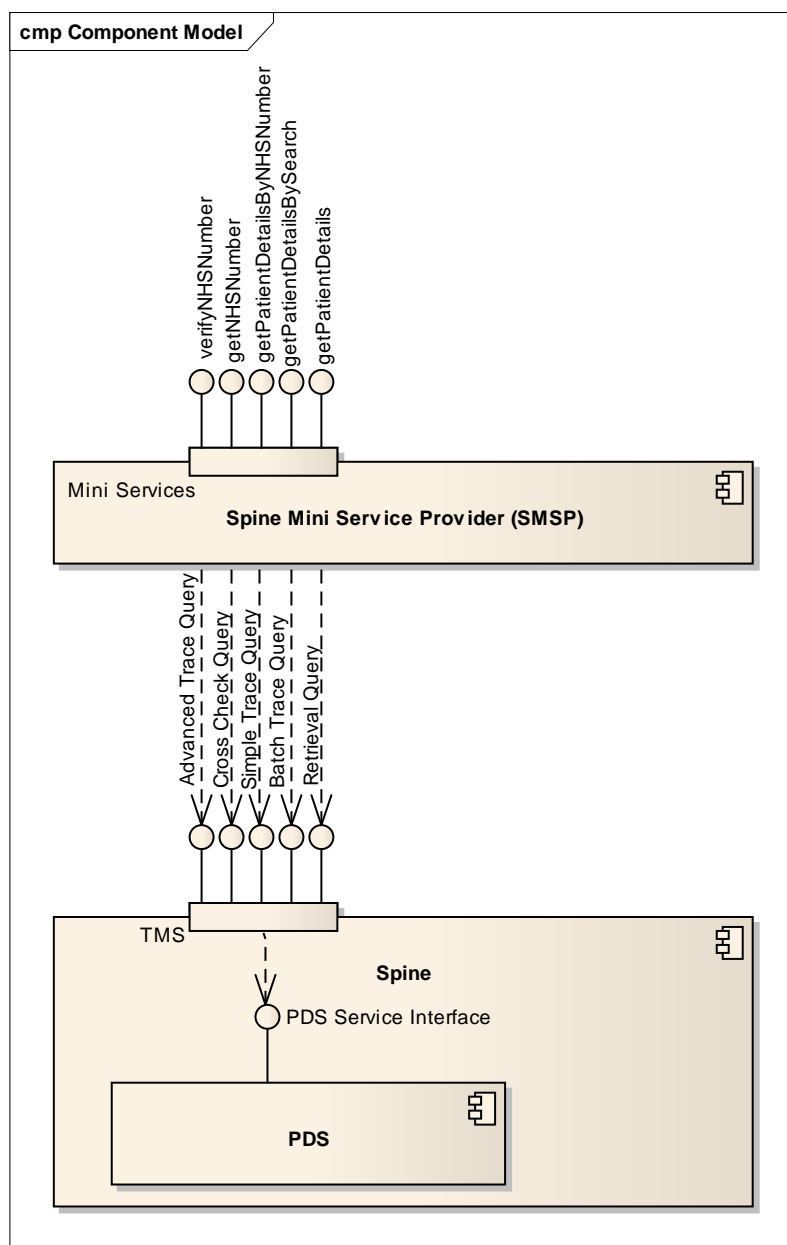 cmp Component Model
verifyNHSNumber
getNHSNumber
getPatientDetailsByNHSNumber
getPatientDetailsBySearch
getPatientDetails
Mini Services
Spine Mini Service Provider (SMSP)
Advanced Trace Query
Cross Check Query
Simple Trace Query
Batch Trace Query
Retrieval Query
TMS
Spine
PDS Service Interface
PDS